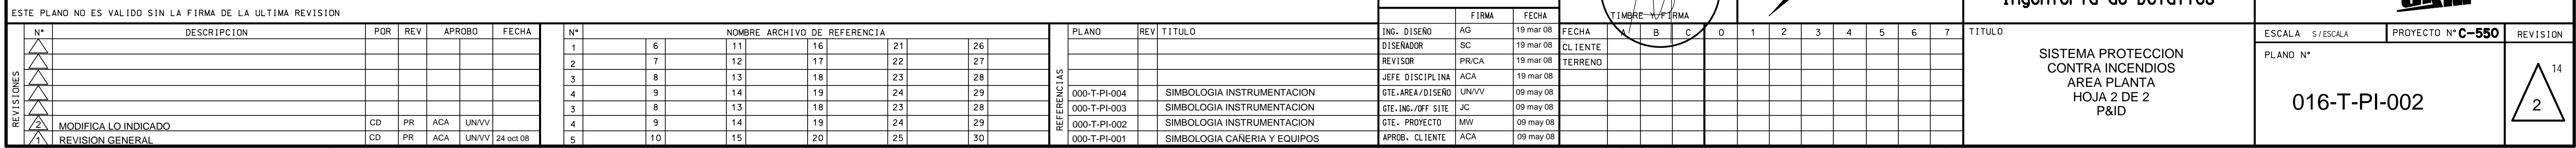 ESTE PLANO NO ES VALIDO SIN LA FIRMA DE LA ULTIMA REVISION
REVISIONES
N° DESCRIPCION POR REV APROBO FECHA
2 MODIFICA LO INDICADO CD PR ACA UN/VV
1 REVISION GENERAL CD PR ACA UN/VV 24 oct 08
N° NOMBRE ARCHIVO DE REFERENCIA
1 6 11 16 21 26
2 7 12 17 22 27
3 8 13 18 23 28
4 9 14 19 24 29
3 8 13 18 23 28
4 9 14 19 24 29
5 10 15 20 25 30
REFERENCIAS
PLANO REV TITULO
000-T-PI-004 SIMBOLOGIA INSTRUMENTACION
000-T-PI-003 SIMBOLOGIA INSTRUMENTACION
000-T-PI-002 SIMBOLOGIA INSTRUMENTACION
000-T-PI-001 SIMBOLOGIA CAÑERIA Y EQUIPOS
FIRMA FECHA
ING. DISEÑO AG 19 mar 08
DISEÑADOR SC 19 mar 08
REVISOR PR/CA 19 mar 08
JEFE DISCIPLINA ACA 19 mar 08
GTE.AREA/DISEÑO UN/VV 09 may 08
GTE.ING./OFF SITE JC 09 may 08
GTE. PROYECTO MW 09 may 08
APROB. CLIENTE ACA 09 may 08
TIMBRE Y FIRMA
FECHA A B C 0 1 2 3 4 5 6 7
CLIENTE
TERRENO
TITULO
SISTEMA PROTECCION
CONTRA INCENDIOS
AREA PLANTA
HOJA 2 DE 2
P&ID
ESCALA S/ESCALA PROYECTO N° C-550 REVISION
PLANO N°
016-T-PI-002
14
2